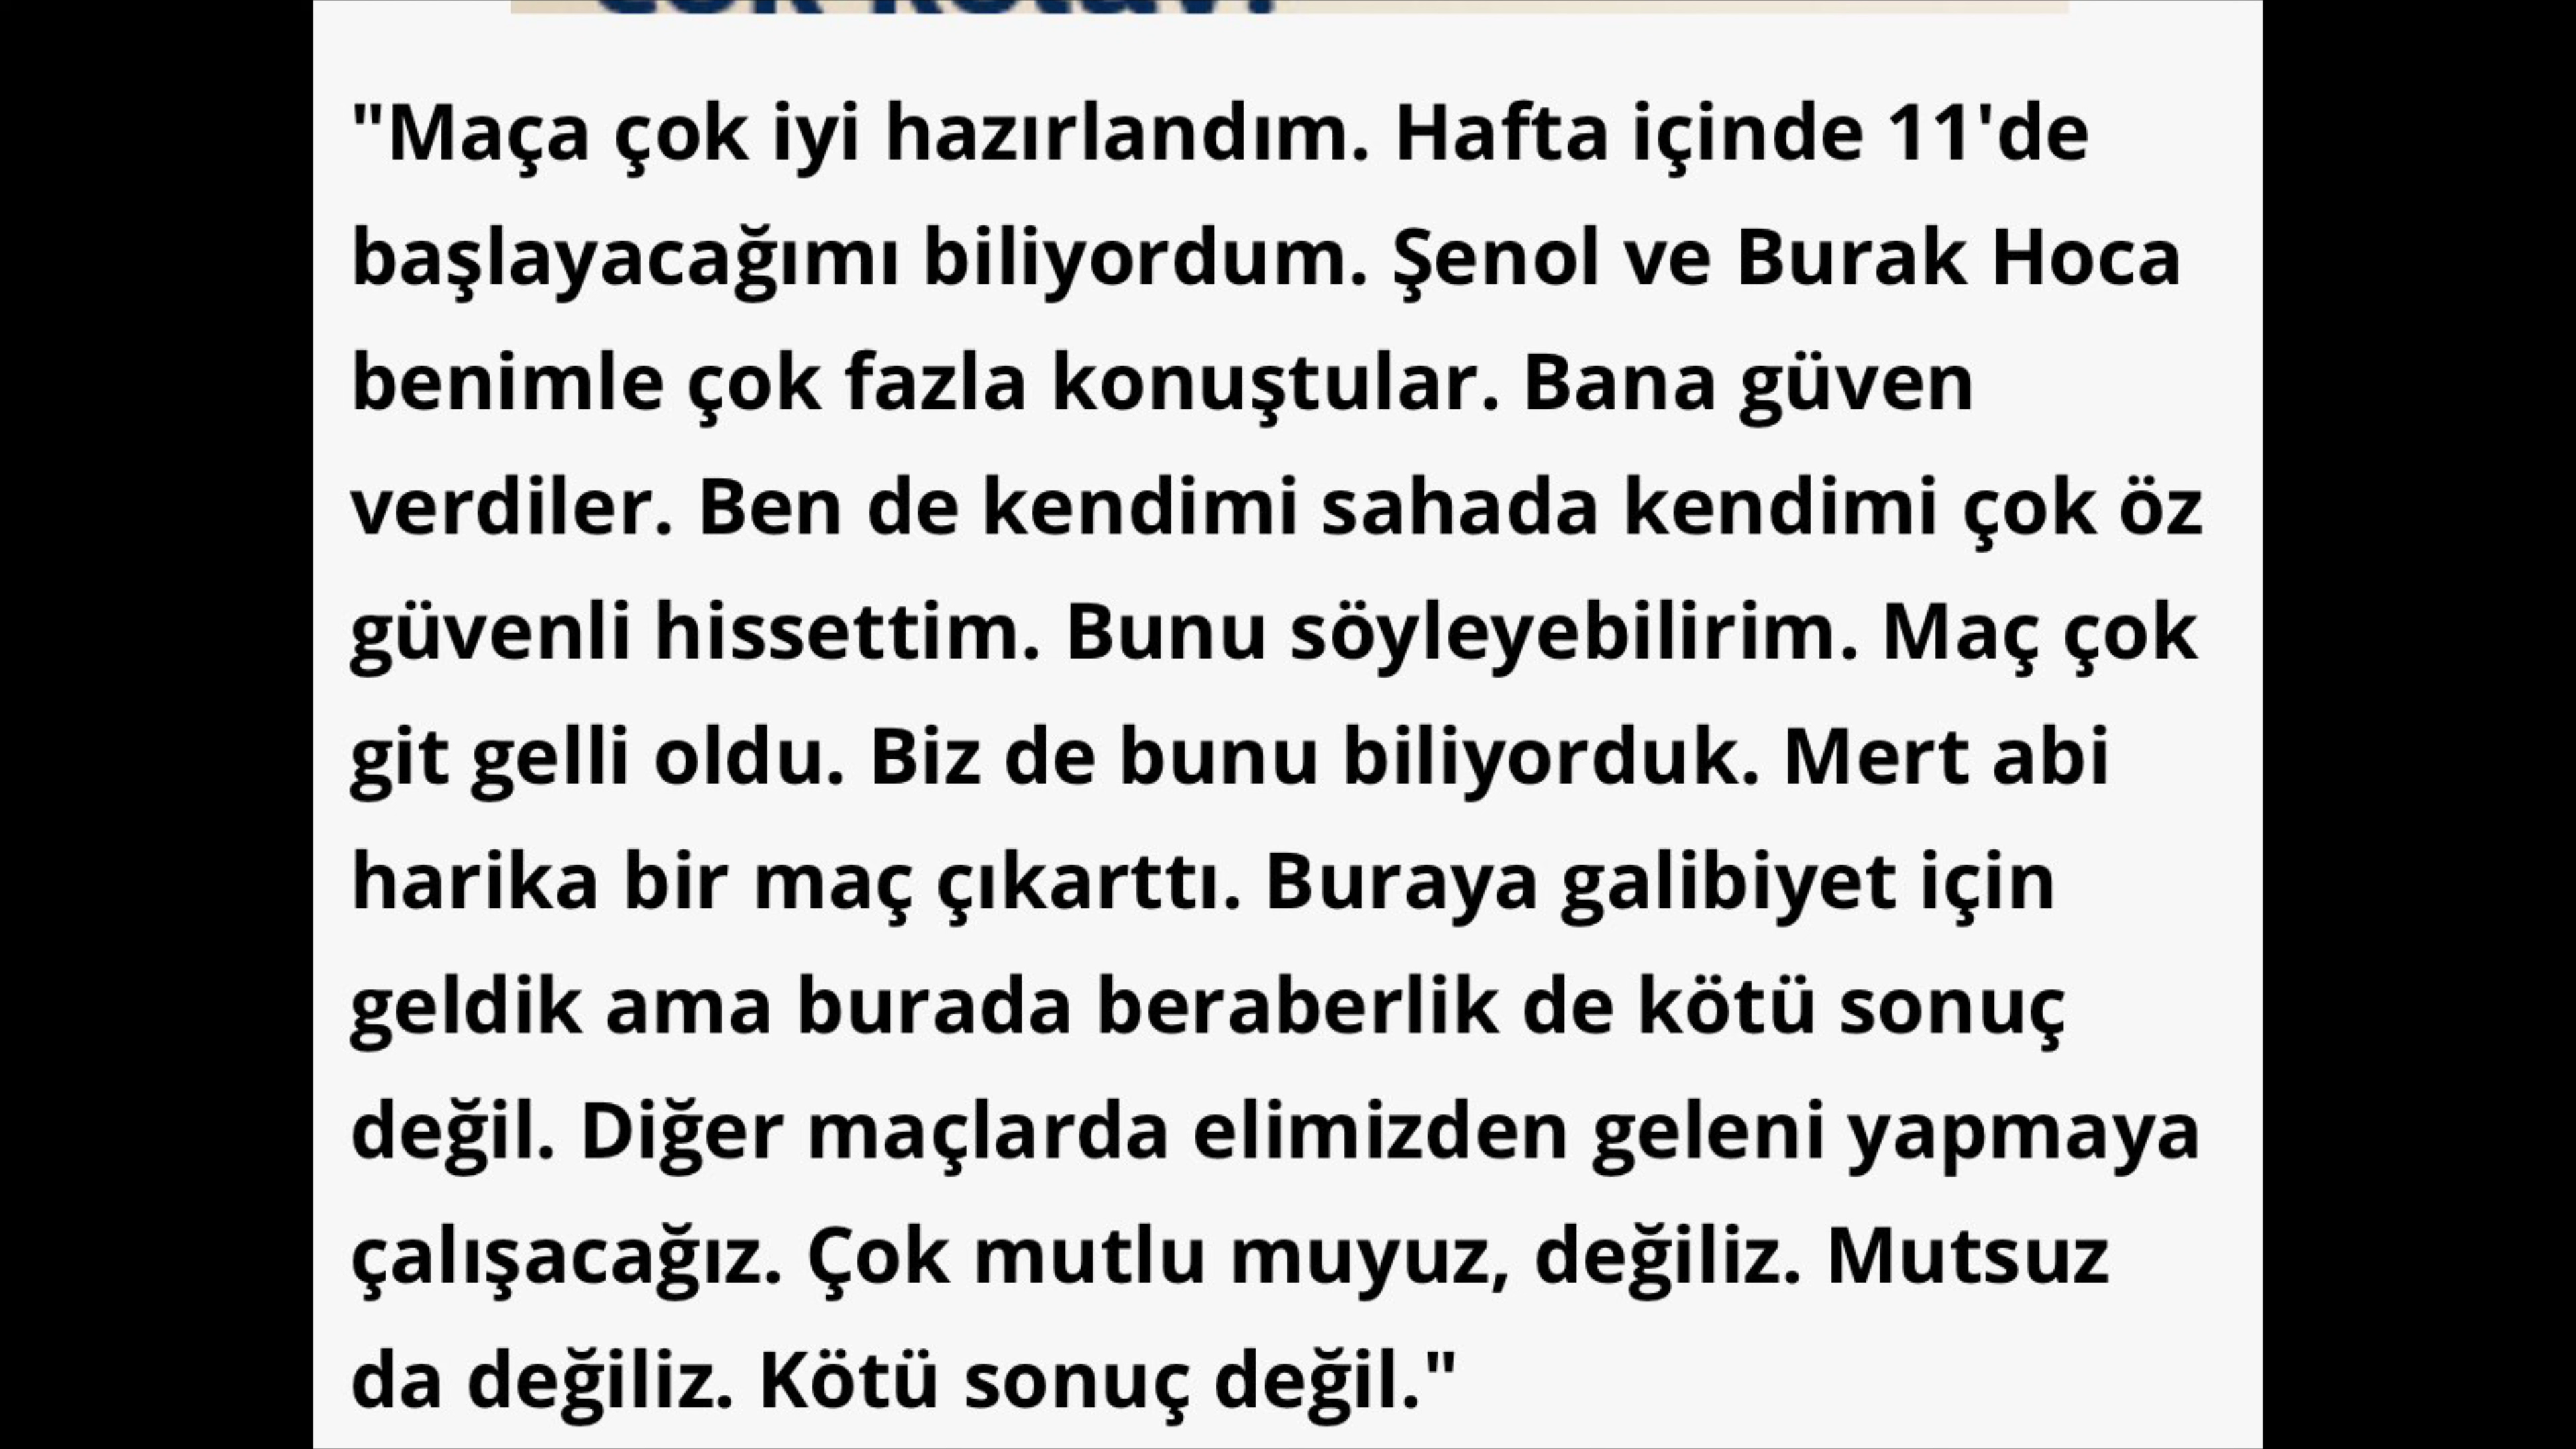 "Maça çok iyi hazırlandım. Hafta içinde 11'de
başlayacağımı biliyordum. Şenol ve Burak Hoca
benimle çok fazla konuştular. Bana güven
verdiler. Ben de kendimi sahada kendimi çok öz
güvenli hissettim. Bunu söyleyebilirim. Maç çok
git gelli oldu. Biz de bunu biliyorduk. Mert abi
harika bir maç çıkarttı. Buraya galibiyet için
geldik ama burada beraberlik de kötü sonuç
değil. Diğer maçlarda elimizden geleni yapmaya
çalışacağız. Çok mutlu muyuz, değiliz. Mutsuz
da değiliz. Kötü sonuç değil."